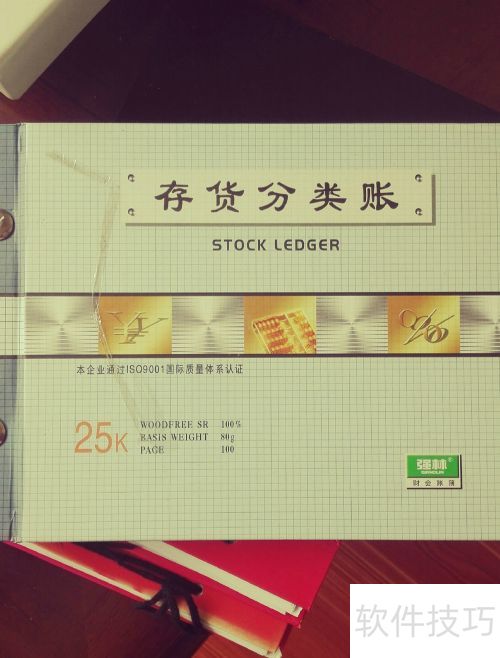 存货分类账
STOCK LEDGER
本企业通过ISO9001国际质量体系认证
25K
WOODFREE SR 100%
BASIS WEIGHT 80g
PAGE 100
强林®
财会账簿
软件技巧